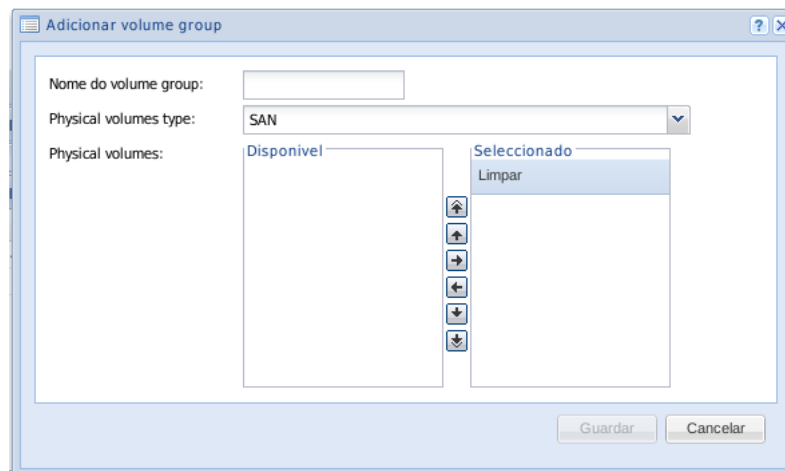 Adicionar volume group
Nome do volume group:
Physical volumes type:
SAN
Physical volumes:
Disponivel
Seleccionado
Limpar
Guardar
Cancelar